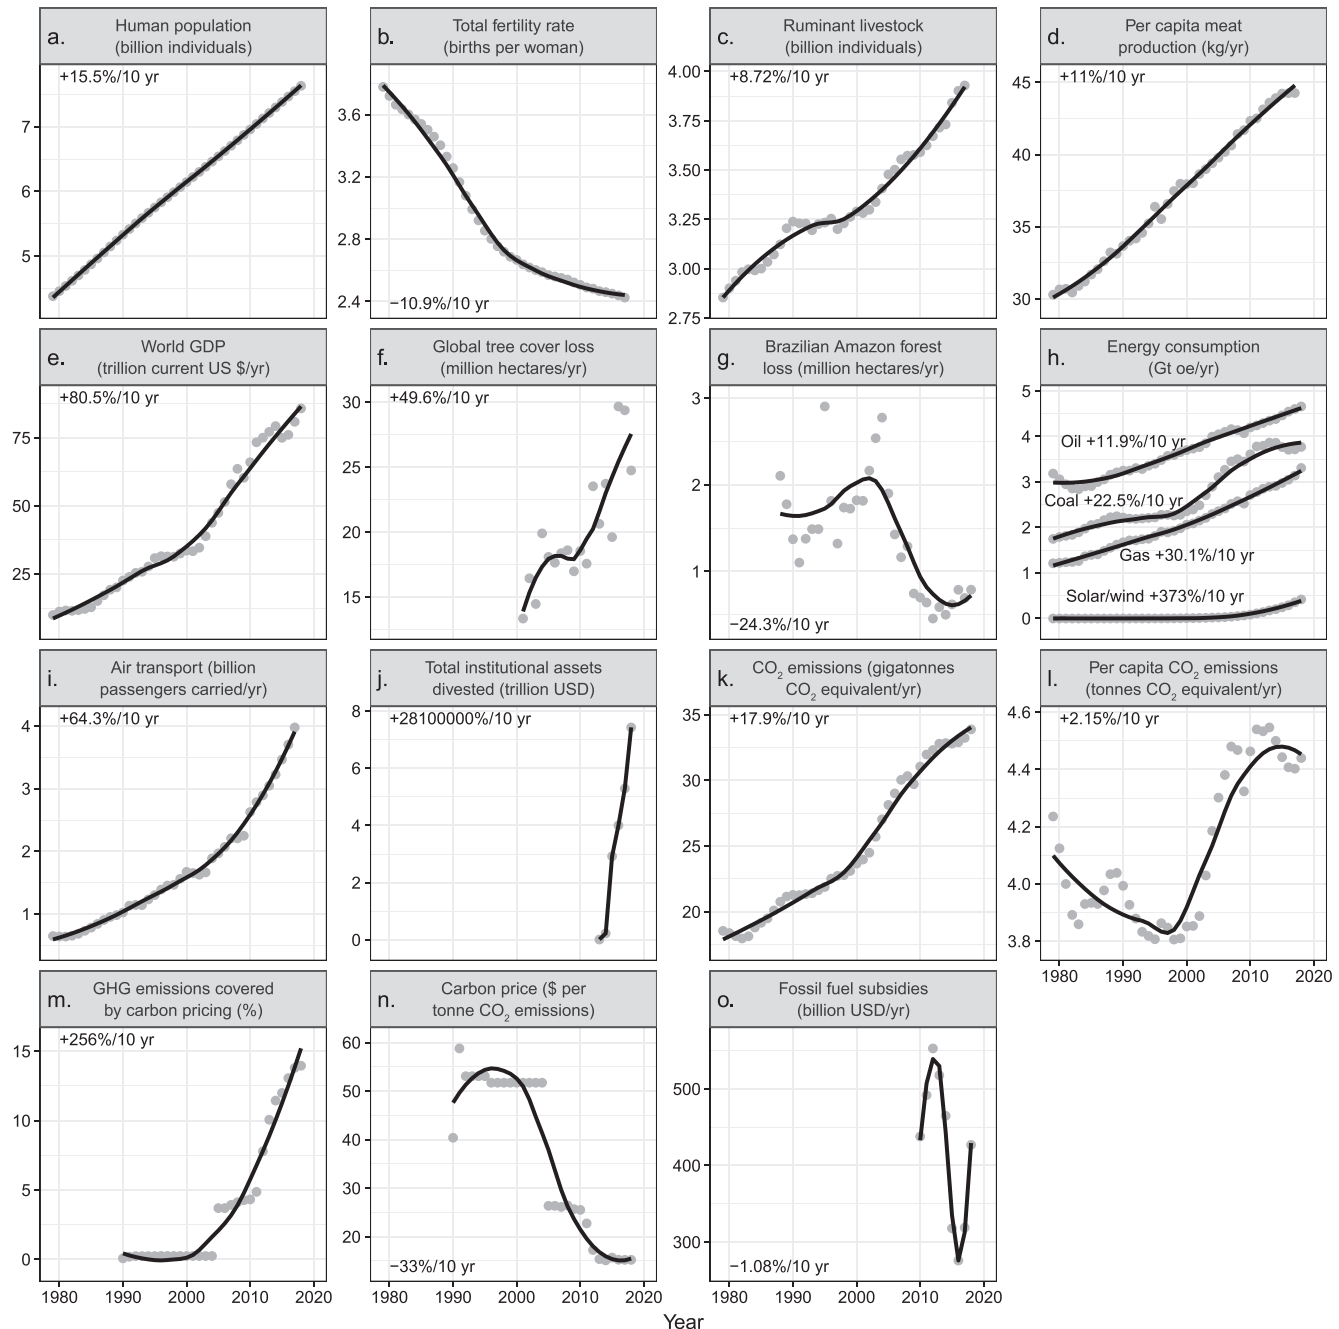 a.
Human population
(billion individuals)
+15.5%/10 yr
7
6
5
b.
Total fertility rate
(births per woman)
3.6
3.2
2.8
2.4
−10.9%/10 yr
c.
Ruminant livestock
(billion individuals)
+8.72%/10 yr
4.00
3.75
3.50
3.25
3.00
2.75
d.
Per capita meat
production (kg/yr)
+11%/10 yr
45
40
35
30
e.
World GDP
(trillion current US $/yr)
+80.5%/10 yr
75
50
25
f.
Global tree cover loss
(million hectares/yr)
+49.6%/10 yr
30
25
20
15
g.
Brazilian Amazon forest
loss (million hectares/yr)
3
2
1
−24.3%/10 yr
h.
Energy consumption
(Gt oe/yr)
5
4
3
2
1
0
Oil +11.9%/10 yr
Coal +22.5%/10 yr
Gas +30.1%/10 yr
Solar/wind +373%/10 yr
i.
Air transport (billion
passengers carried/yr)
+64.3%/10 yr
4
3
2
1
j.
Total institutional assets
divested (trillion USD)
+28100000%/10 yr
8
6
4
2
0
k.
CO2 emissions (gigatonnes
CO2 equivalent/yr)
+17.9%/10 yr
35
30
25
20
l.
Per capita CO2 emissions
(tonnes CO2 equivalent/yr)
+2.15%/10 yr
4.6
4.4
4.2
4.0
3.8
1980 1990 2000 2010 2020
m.
GHG emissions covered
by carbon pricing (%)
+256%/10 yr
15
10
5
0
1980 1990 2000 2010 2020
n.
Carbon price ($ per
tonne CO2 emissions)
60
50
40
30
20
−33%/10 yr
1980 1990 2000 2010 2020
o.
Fossil fuel subsidies
(billion USD/yr)
500
400
300
−1.08%/10 yr
1980 1990 2000 2010 2020
Year